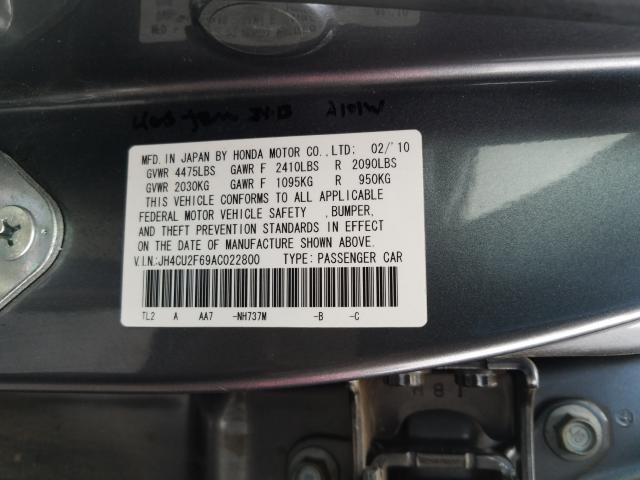 MFD.IN JAPAN BY HONDA MOTOR CO.,LTD: 02/'10
GVWR 4475LBS GAWR F 2410LBS R 2090LBS
GVWR 2030KG GAWR F 1095KG R 950KG
THIS VEHICLE CONFORMS TO ALL APPLICABLE
FEDERAL MOTOR VEHICLE SAFETY ,BUMPER,
AND THEFT PREVENTION STANDARDS IN EFFECT
ON THE DATE OF MANUFACTURE SHOWN ABOVE.
V.I.N.:JH4CU2F69AC022800 TYPE: PASSENGER CAR
TL2 A AA7 -NH737M -B -C